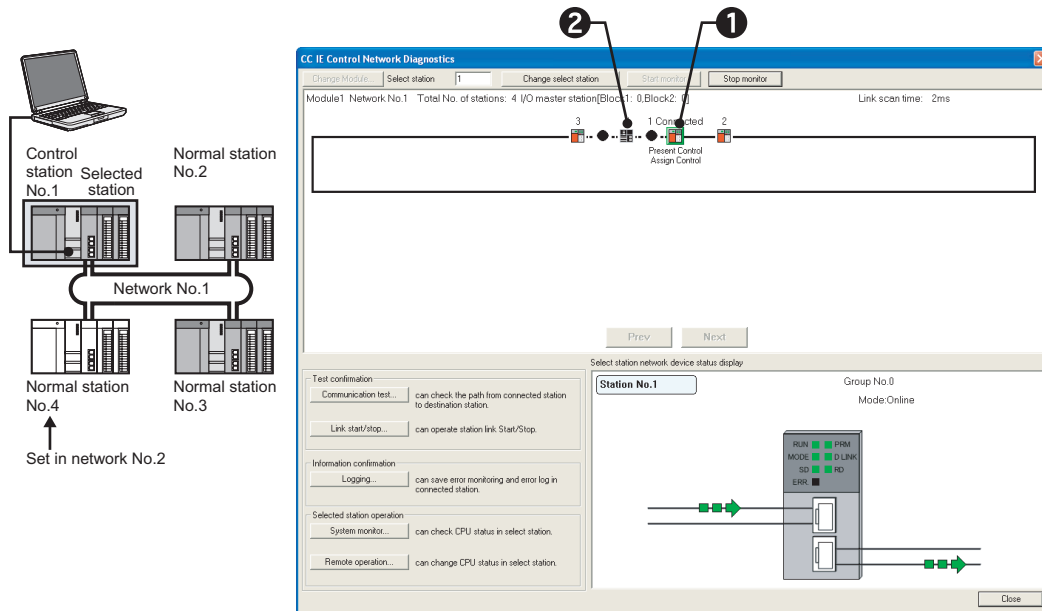 2
1
Control
station
No.1
Selected
station
Normal station
No.2
Network No.1
Normal station
No.4
Normal station
No.3
Set in network No.2
CC IE Control Network Diagnostics
Change Module...
Select station
1
Change select station
Start monitor
Stop monitor
Module1 Network No.1 Total No. of stations: 4 I/O master station[Block1: 0,Block2: 0]
Link scan time: 2ms
3
1 Connected
2
Present Control
Assign Control
Prev
Next
Select station network device status display
Test confirmation
Communication test...
can check the path from connected station
to destination station.
Link start/stop...
can operate station link Start/Stop.
Information confirmation
Logging...
can save error monitoring and error log in
connected station.
Selected station operation
System monitor...
can check CPU status in select station.
Remote operation...
can change CPU status in select station.
Station No.1
Group No.0
Mode:Online
RUN PRM
MODE D LINK
SD RD
ERR.
Close